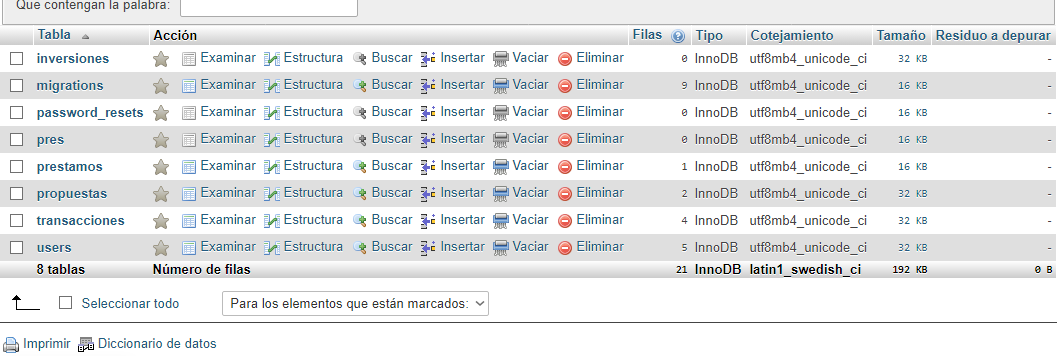 Que contengan la palabra:
Tabla Acción Filas Tipo Cotejamiento Tamaño Residuo a depurar
inversiones Examinar Estructura Buscar Insertar Vaciar Eliminar 0 InnoDB utf8mb4_unicode_ci 32 KB -
migrations Examinar Estructura Buscar Insertar Vaciar Eliminar 9 InnoDB utf8mb4_unicode_ci 16 KB -
password_resets Examinar Estructura Buscar Insertar Vaciar Eliminar 0 InnoDB utf8mb4_unicode_ci 16 KB -
pres Examinar Estructura Buscar Insertar Vaciar Eliminar 0 InnoDB utf8mb4_unicode_ci 16 KB -
prestamos Examinar Estructura Buscar Insertar Vaciar Eliminar 1 InnoDB utf8mb4_unicode_ci 16 KB -
propuestas Examinar Estructura Buscar Insertar Vaciar Eliminar 2 InnoDB utf8mb4_unicode_ci 32 KB -
transacciones Examinar Estructura Buscar Insertar Vaciar Eliminar 4 InnoDB utf8mb4_unicode_ci 32 KB -
users Examinar Estructura Buscar Insertar Vaciar Eliminar 5 InnoDB utf8mb4_unicode_ci 32 KB -
8 tablas Número de filas 21 InnoDB latin1_swedish_ci 192 KB 0 B
Seleccionar todo Para los elementos que están marcados:
Imprimir Diccionario de datos